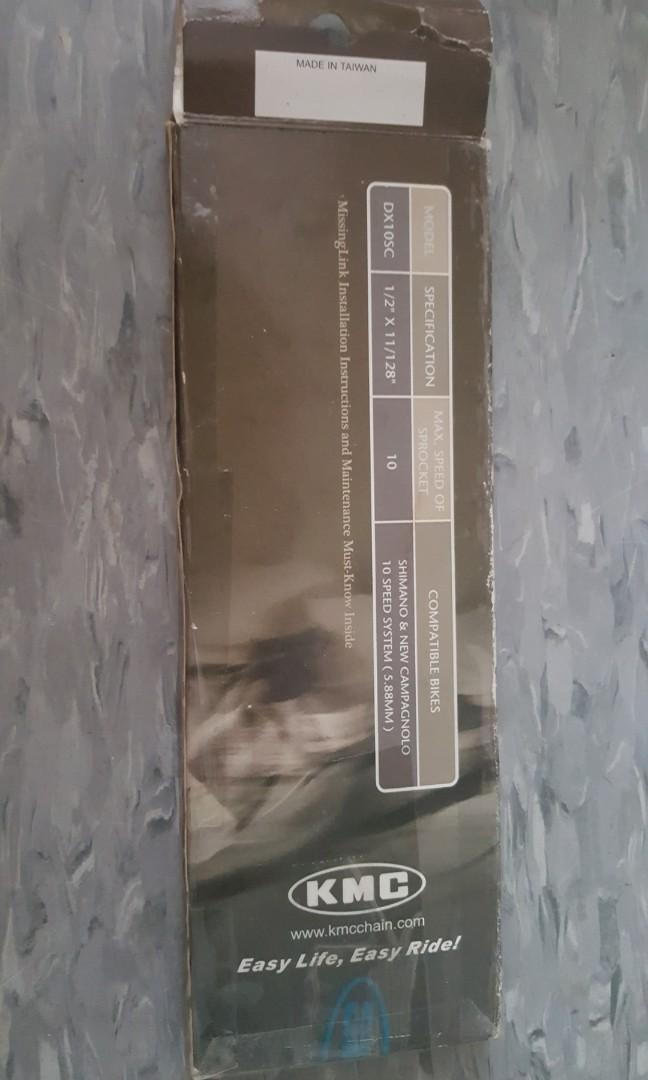 MADE IN TAIWAN
MODEL
SPECIFICATION
MAX. SPEED OF
SPROCKET
COMPATIBLE BIKES
DX10SC
1/2" X 11/128"
10
SHIMANO & NEW CAMPAGNOLO
10 SPEED SYSTEM ( 5.88MM )
MissingLink Installation Instructions and Maintenance Must-Know Inside
KMC
www.kmcchain.com
Easy Life, Easy Ride!